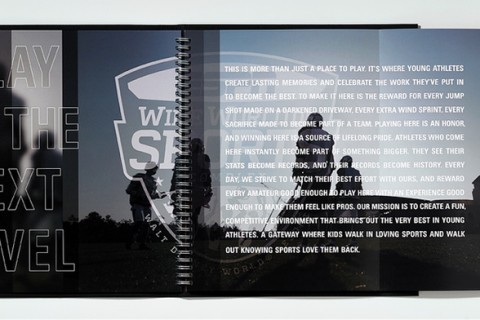 PLAY
THE
NEXT
LEVEL
WI
SP
WALT D
WORLD
THIS IS MORE THAN JUST A PLACE TO PLAY. IT'S WHERE YOUNG ATHLETES
CREATE LASTING MEMORIES AND CELEBRATE THE WORK THEY'VE PUT IN
TO BECOME THE BEST. TO MAKE IT HERE IS THE REWARD FOR EVERY JUMP
SHOT MADE ON A DARKENED DRIVEWAY, EVERY EXTRA WIND SPRINT, EVERY
SACRIFICE MADE TO BECOME PART OF A TEAM. PLAYING HERE IS AN HONOR,
AND WINNING HERE IS A SOURCE OF LIFELONG PRIDE. ATHLETES WHO COME
HERE INSTANTLY BECOME PART OF SOMETHING BIGGER. THEY SEE THEIR
STATS BECOME RECORDS, AND THEIR RECORDS BECOME HISTORY. EVERY
DAY, WE STRIVE TO MATCH THEIR BEST EFFORT WITH OURS. AND REWARD
EVERY AMATEUR GOOD ENOUGH TO PLAY HERE WITH AN EXPERIENCE GOOD
ENOUGH TO MAKE THEM FEEL LIKE PROS. OUR MISSION IS TO CREATE A FUN,
COMPETITIVE ENVIRONMENT THAT BRINGS OUT THE VERY BEST IN YOUNG
ATHLETES. A GATEWAY WHERE KIDS WALK IN LOVING SPORTS AND WALK
OUT KNOWING SPORTS LOVE THEM BACK.